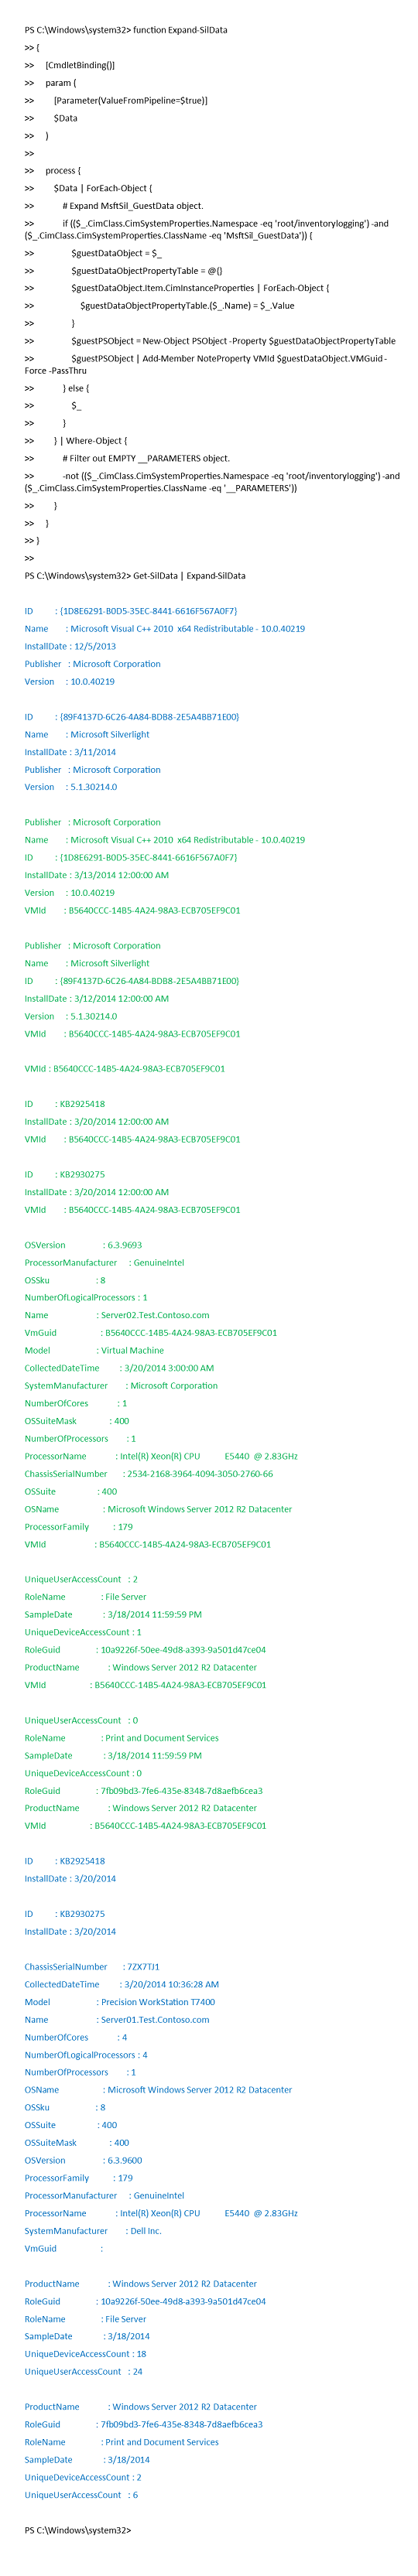 PS C:\Windows\system32> function Expand-SilData
>> {
>>     [CmdletBinding()]
>>     param (
>>         [Parameter(ValueFromPipeline=$true)]
>>         $Data
>>     )
>>
>>     process {
>>         $Data | ForEach-Object {
>>             # Expand MsftSil_GuestData object.
>>             if (($_.CimClass.CimSystemProperties.Namespace -eq 'root/inventorylogging') -and
($_.CimClass.CimSystemProperties.ClassName -eq 'MsftSil_GuestData')) {
>>                 $guestDataObject = $_
>>                 $guestDataObjectPropertyTable = @{}
>>                 $guestDataObject.Item.CimInstanceProperties | ForEach-Object {
>>                     $guestDataObjectPropertyTable.($_.Name) = $_.Value
>>                 }
>>                 $guestPSObject = New-Object PSObject -Property $guestDataObjectPropertyTable
>>                 $guestPSObject | Add-Member NoteProperty VMId $guestDataObject.VMGuid -
Force -PassThru
>>             } else {
>>                 $_
>>             }
>>         } | Where-Object {
>>             # Filter out EMPTY __PARAMETERS object.
>>             -not (($_.CimClass.CimSystemProperties.Namespace -eq 'root/inventorylogging') -and
($_.CimClass.CimSystemProperties.ClassName -eq '__PARAMETERS'))
>>         }
>>     }
>> }
>>
PS C:\Windows\system32> Get-SilData | Expand-SilData
ID : {1D8E6291-B0D5-35EC-8441-6616F567A0F7}
Name : Microsoft Visual C++ 2010  x64 Redistributable - 10.0.40219
InstallDate : 12/5/2013
Publisher : Microsoft Corporation
Version : 10.0.40219
ID : {89F4137D-6C26-4A84-BDB8-2E5A4BB71E00}
Name : Microsoft Silverlight
InstallDate : 3/11/2014
Publisher : Microsoft Corporation
Version : 5.1.30214.0
Publisher : Microsoft Corporation
Name : Microsoft Visual C++ 2010  x64 Redistributable - 10.0.40219
ID : {1D8E6291-B0D5-35EC-8441-6616F567A0F7}
InstallDate : 3/13/2014 12:00:00 AM
Version : 10.0.40219
VMId : B5640CCC-14B5-4A24-98A3-ECB705EF9C01
Publisher : Microsoft Corporation
Name : Microsoft Silverlight
ID : {89F4137D-6C26-4A84-BDB8-2E5A4BB71E00}
InstallDate : 3/12/2014 12:00:00 AM
Version : 5.1.30214.0
VMId : B5640CCC-14B5-4A24-98A3-ECB705EF9C01
VMId : B5640CCC-14B5-4A24-98A3-ECB705EF9C01
ID : KB2925418
InstallDate : 3/20/2014 12:00:00 AM
VMId : B5640CCC-14B5-4A24-98A3-ECB705EF9C01
ID : KB2930275
InstallDate : 3/20/2014 12:00:00 AM
VMId : B5640CCC-14B5-4A24-98A3-ECB705EF9C01
OSVersion : 6.3.9693
ProcessorManufacturer : GenuineIntel
OSSku : 8
NumberOfLogicalProcessors : 1
Name : Server02.Test.Contoso.com
VmGuid : B5640CCC-14B5-4A24-98A3-ECB705EF9C01
Model : Virtual Machine
CollectedDateTime : 3/20/2014 3:00:00 AM
SystemManufacturer : Microsoft Corporation
NumberOfCores : 1
OSSuiteMask : 400
NumberOfProcessors : 1
ProcessorName : Intel(R) Xeon(R) CPU           E5440  @ 2.83GHz
ChassisSerialNumber : 2534-2168-3964-4094-3050-2760-66
OSSuite : 400
OSName : Microsoft Windows Server 2012 R2 Datacenter
ProcessorFamily : 179
VMId : B5640CCC-14B5-4A24-98A3-ECB705EF9C01
UniqueUserAccessCount : 2
RoleName : File Server
SampleDate : 3/18/2014 11:59:59 PM
UniqueDeviceAccessCount : 1
RoleGuid : 10a9226f-50ee-49d8-a393-9a501d47ce04
ProductName : Windows Server 2012 R2 Datacenter
VMId : B5640CCC-14B5-4A24-98A3-ECB705EF9C01
UniqueUserAccessCount : 0
RoleName : Print and Document Services
SampleDate : 3/18/2014 11:59:59 PM
UniqueDeviceAccessCount : 0
RoleGuid : 7fb09bd3-7fe6-435e-8348-7d8aefb6cea3
ProductName : Windows Server 2012 R2 Datacenter
VMId : B5640CCC-14B5-4A24-98A3-ECB705EF9C01
ID : KB2925418
InstallDate : 3/20/2014
ID : KB2930275
InstallDate : 3/20/2014
ChassisSerialNumber : 7ZX7TJ1
CollectedDateTime : 3/20/2014 10:36:28 AM
Model : Precision WorkStation T7400
Name : Server01.Test.Contoso.com
NumberOfCores : 4
NumberOfLogicalProcessors : 4
NumberOfProcessors : 1
OSName : Microsoft Windows Server 2012 R2 Datacenter
OSSku : 8
OSSuite : 400
OSSuiteMask : 400
OSVersion : 6.3.9600
ProcessorFamily : 179
ProcessorManufacturer : GenuineIntel
ProcessorName : Intel(R) Xeon(R) CPU           E5440  @ 2.83GHz
SystemManufacturer : Dell Inc.
VmGuid :
ProductName : Windows Server 2012 R2 Datacenter
RoleGuid : 10a9226f-50ee-49d8-a393-9a501d47ce04
RoleName : File Server
SampleDate : 3/18/2014
UniqueDeviceAccessCount : 18
UniqueUserAccessCount : 24
ProductName : Windows Server 2012 R2 Datacenter
RoleGuid : 7fb09bd3-7fe6-435e-8348-7d8aefb6cea3
RoleName : Print and Document Services
SampleDate : 3/18/2014
UniqueDeviceAccessCount : 2
UniqueUserAccessCount : 6
PS C:\Windows\system32>